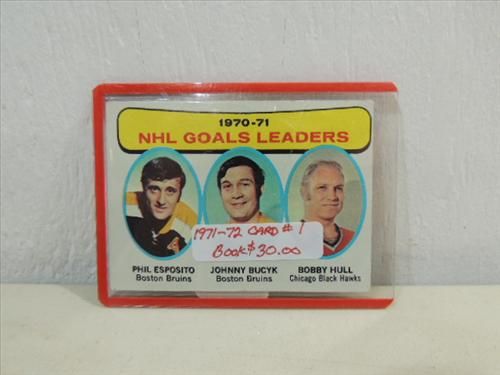 1970-71
NHL GOALS LEADERS
1971-72 CARD # 1
Book $30.00
PHIL ESPOSITO JOHNNY BUCYK BOBBY HULL
Boston Bruins Boston Bruins Chicago Black Hawks